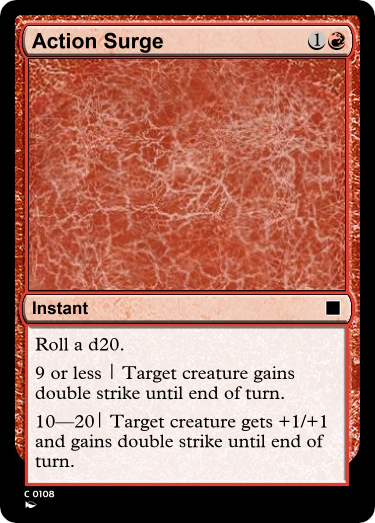 Action Surge 1
Instant
Roll a d20.
9 or less | Target creature gains
double strike until end of turn.
10—20| Target creature gets +1/+1
and gains double strike until end of
turn.
C 0108